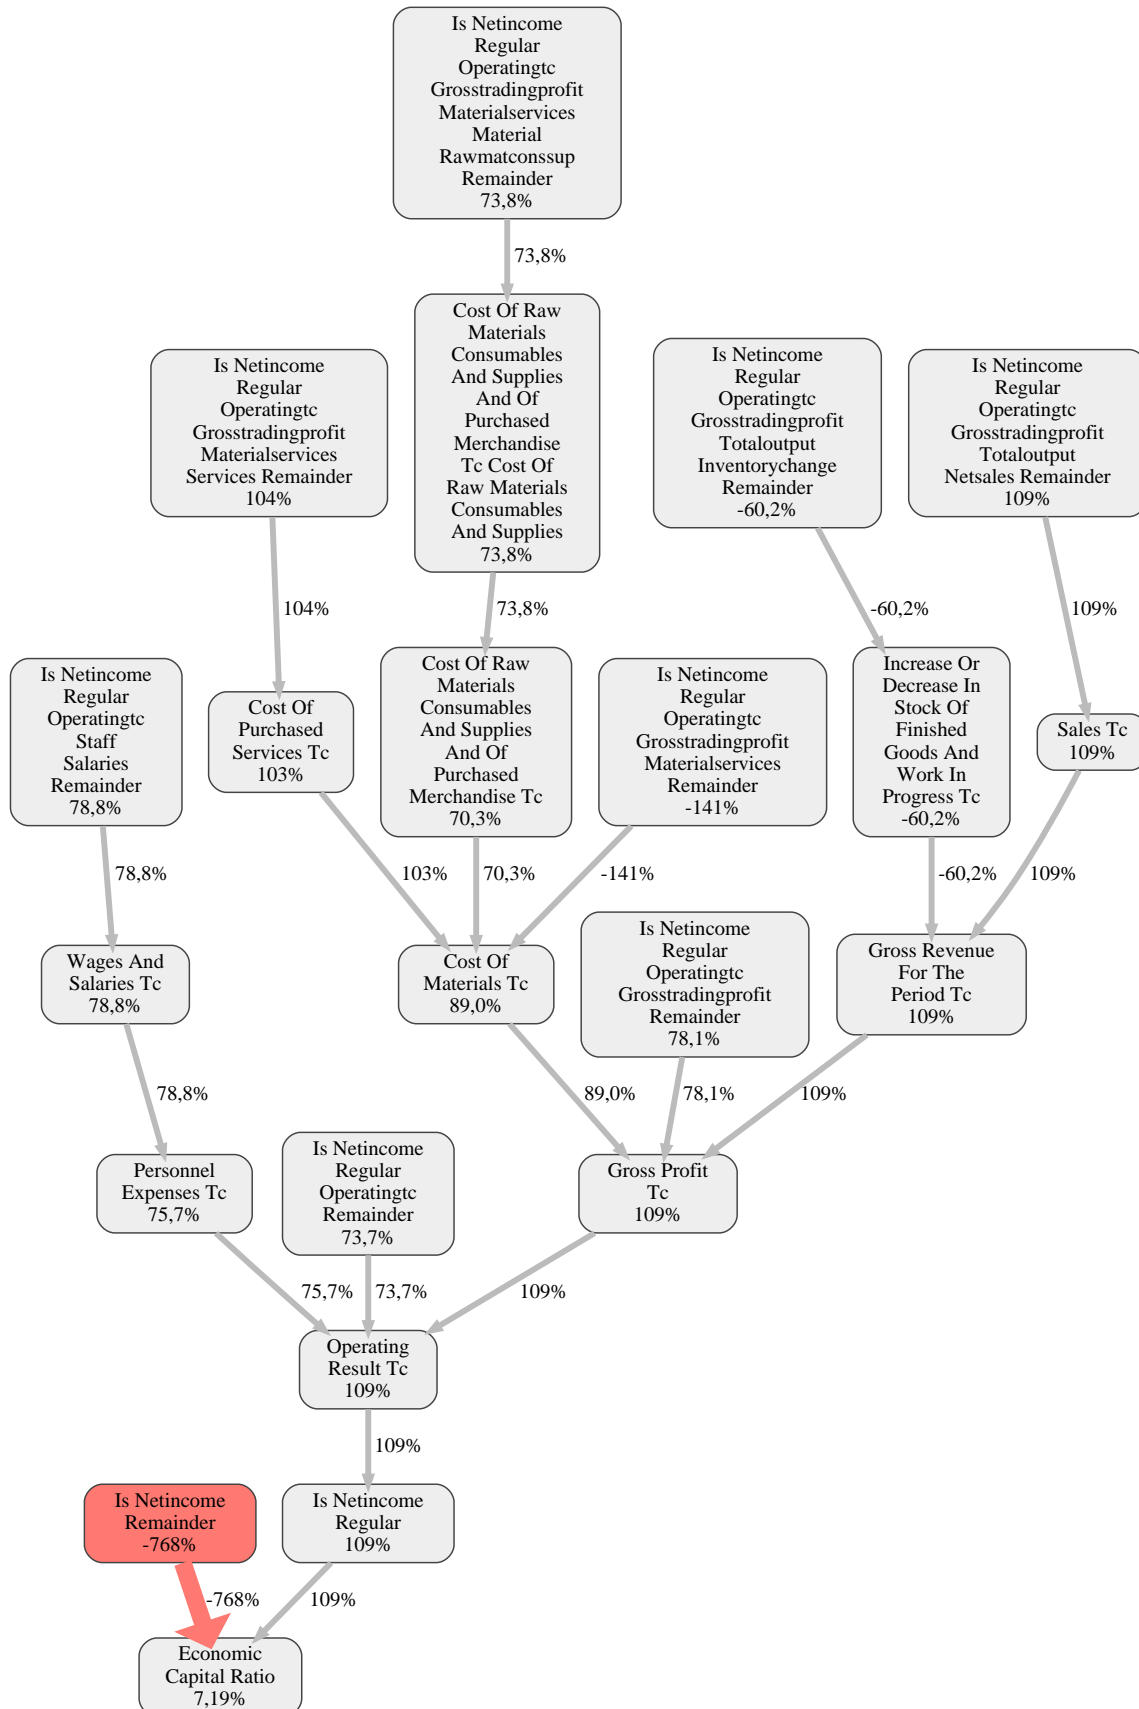 Is Netincome
Regular
Operatingtc
Grosstradingprofit
Materialservices
Material
Rawmatconssup
Remainder
73,8%
73,8%
Cost Of Raw
Materials
Consumables
And Supplies
And Of
Purchased
Merchandise
Tc Cost Of
Raw Materials
Consumables
And Supplies
73,8%
Is Netincome
Regular
Operatingtc
Grosstradingprofit
Materialservices
Services Remainder
104%
Is Netincome
Regular
Operatingtc
Grosstradingprofit
Totaloutput
Inventorychange
Remainder
-60,2%
Is Netincome
Regular
Operatingtc
Grosstradingprofit
Totaloutput
Netsales Remainder
109%
104%
73,8%
-60,2%
109%
Is Netincome
Regular
Operatingtc
Staff
Salaries
Remainder
78,8%
Cost Of
Purchased
Services Tc
103%
Cost Of Raw
Materials
Consumables
And Supplies
And Of
Purchased
Merchandise Tc
70,3%
Is Netincome
Regular
Operatingtc
Grosstradingprofit
Materialservices
Remainder
-141%
Increase Or
Decrease In
Stock Of
Finished
Goods And
Work In
Progress Tc
-60,2%
Sales Tc
109%
78,8%
103%
70,3%
-141%
-60,2%
109%
Wages And
Salaries Tc
78,8%
Cost Of
Materials Tc
89,0%
Is Netincome
Regular
Operatingtc
Grosstradingprofit
Remainder
78,1%
Gross Revenue
For The
Period Tc
109%
78,8%
89,0%
78,1%
109%
Personnel
Expenses Tc
75,7%
Is Netincome
Regular
Operatingtc
Remainder
73,7%
Gross Profit
Tc
109%
75,7%
73,7%
109%
Operating
Result Tc
109%
109%
Is Netincome
Remainder
-768%
Is Netincome
Regular
109%
-768%
109%
Economic
Capital Ratio
7,19%